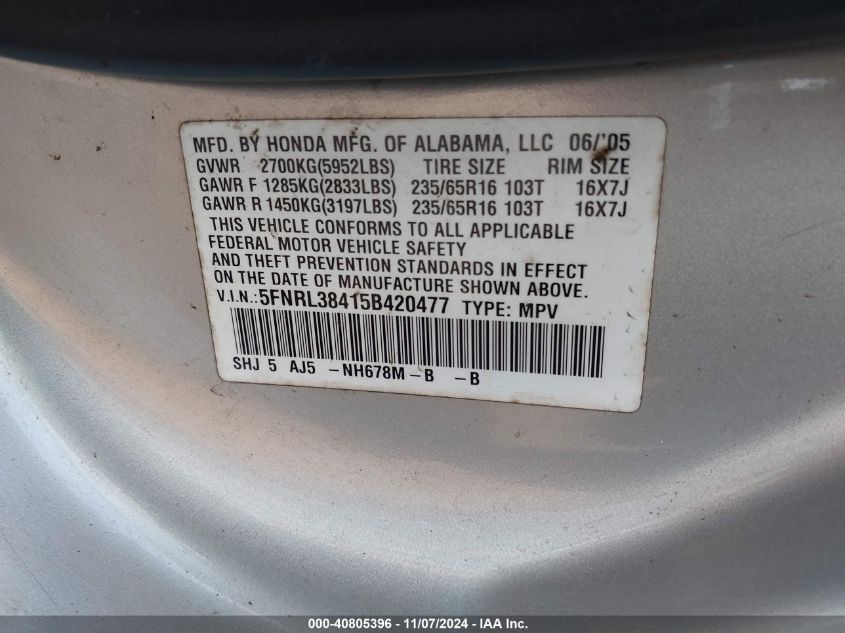 MFD. BY HONDA MFG. OF ALABAMA, LLC 06/'05
GVWR 2700KG(5952LBS) TIRE SIZE RIM SIZE
GAWR F 1285KG(2833LBS) 235/65R16 103T 16X7J
GAWR R 1450KG(3197LBS) 235/65R16 103T 16X7J
THIS VEHICLE CONFORMS TO ALL APPLICABLE
FEDERAL MOTOR VEHICLE SAFETY
AND THEFT PREVENTION STANDARDS IN EFFECT
ON THE DATE OF MANUFACTURE SHOWN ABOVE.
V.I.N.:5FNRL38415B420477 TYPE: MPV
SHJ 5 AJ5 -NH678M-B -B
000-40805396 - 11/07/2024 - IAA Inc.